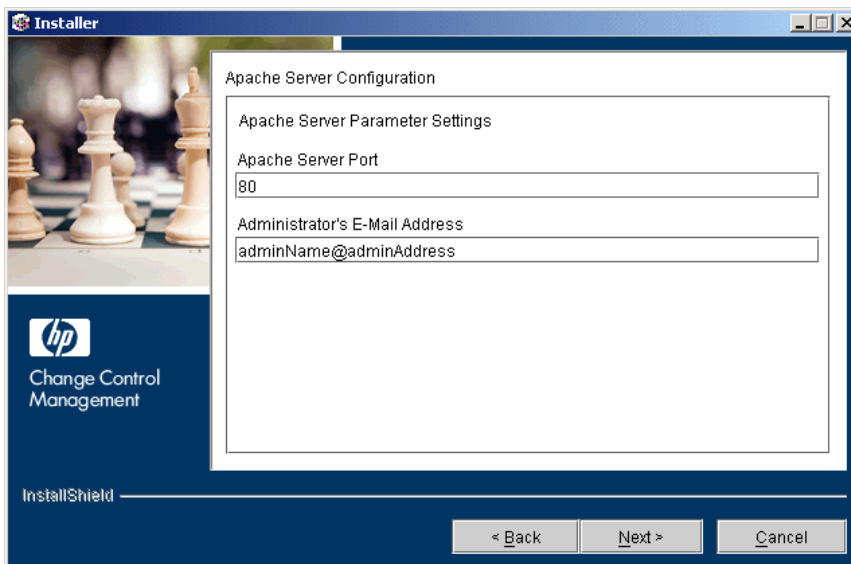 Installer
Apache Server Configuration
Apache Server Parameter Settings
Apache Server Port
80
Administrator's E-Mail Address
adminName@adminAddress
hp
Change Control
Management
InstallShield
< Back
Next >
Cancel